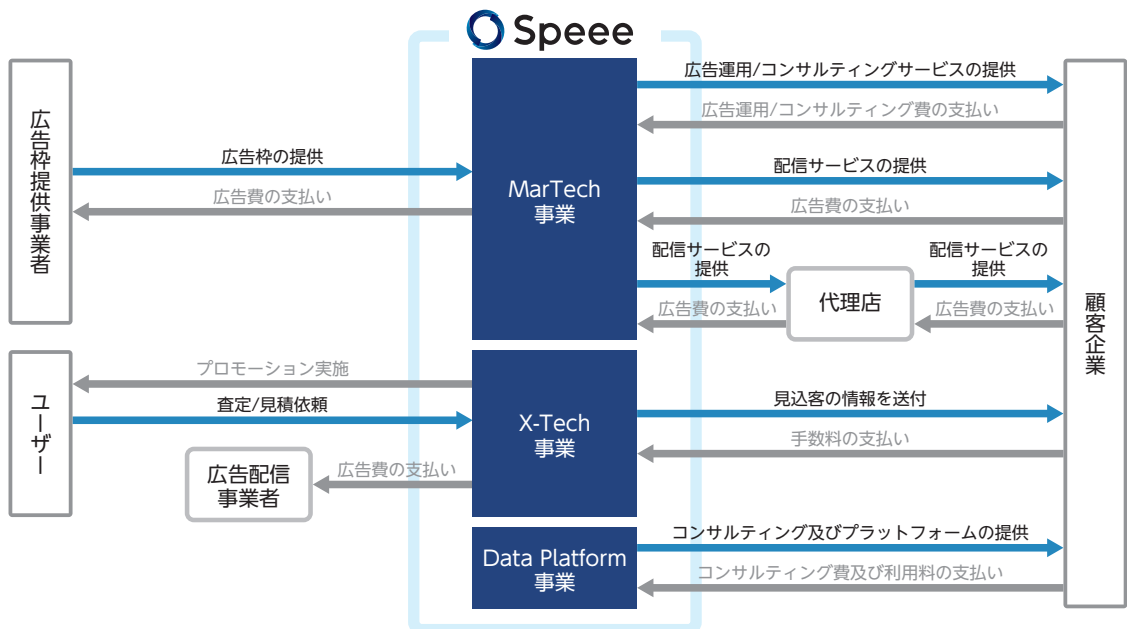 Speee
広告枠提供事業者
広告枠の提供
広告費の支払い
MarTech
事業
広告運用/コンサルティングサービスの提供
広告運用/コンサルティング費の支払い
配信サービスの提供
広告費の支払い
配信サービスの
提供
広告費の支払い
代理店
配信サービスの
提供
広告費の支払い
顧客企業
ユーザー
プロモーション実施
査定/見積依頼
広告配信
事業者
広告費の支払い
X-Tech
事業
見込客の情報を送付
手数料の支払い
Data Platform
事業
コンサルティング及びプラットフォームの提供
コンサルティング費及び利用料の支払い